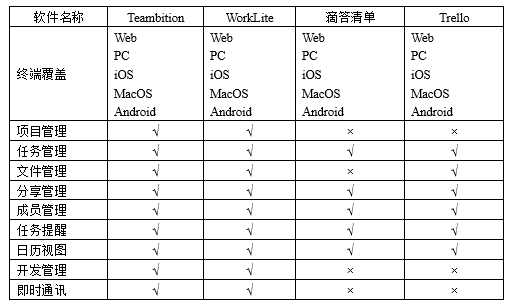 软件名称 Teambition WorkLite 滴答清单 Trello
终端覆盖
Web Web Web Web
PC PC PC PC
iOS iOS iOS iOS
MacOS MacOS MacOS MacOS
Android Android Android Android
项目管理 √ √ × ×
任务管理 √ √ √ √
文件管理 √ √ × √
分享管理 √ √ √ √
成员管理 √ √ √ √
任务提醒 √ √ √ √
日历视图 √ √ √ √
开发管理 √ √ × ×
即时通讯 √ √ × ×